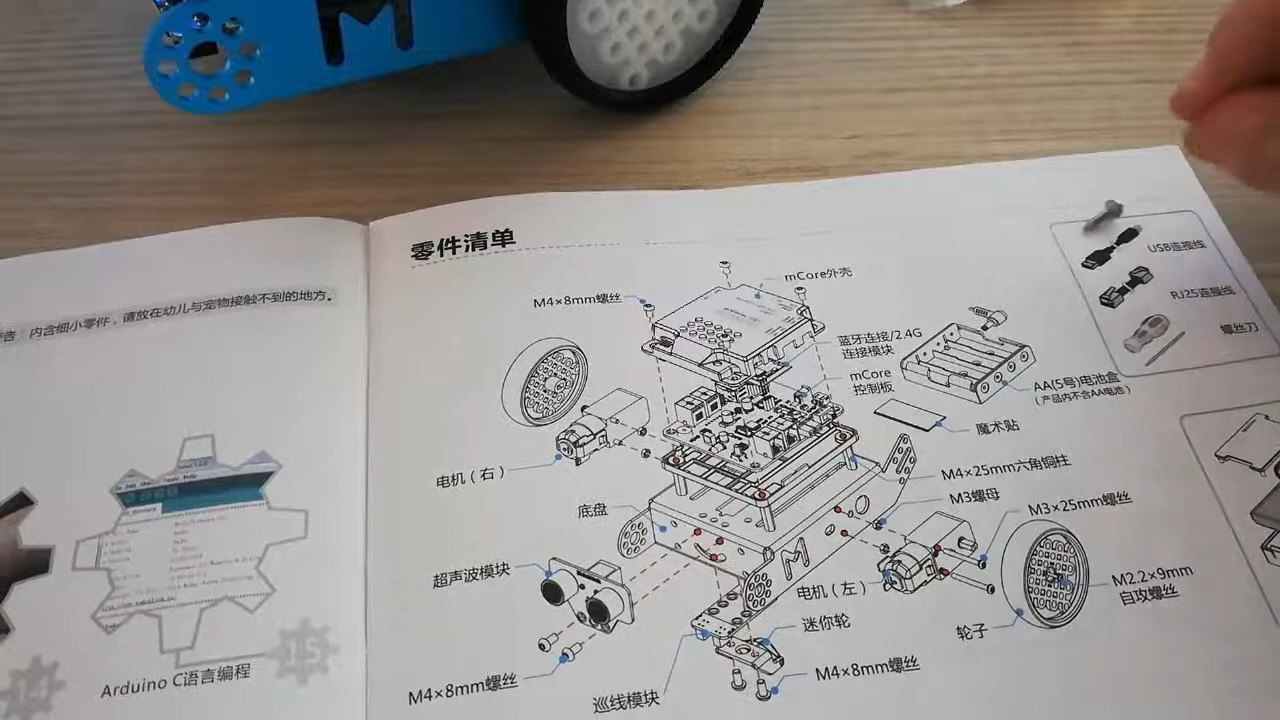 告：内含细小零件，请放在幼儿与宠物接触不到的地方。
Arduino C语言编程
14
15
零件清单
mCore外壳
M4×8mm螺丝
蓝牙连接/2.4G
连接模块
mCore
控制板
AA(5号)电池盒
(产品内不含AA电池)
魔术贴
电机（右）
M4×25mm六角铜柱
M3螺母
M3×25mm螺丝
底盘
超声波模块
电机（左）
M2.2×9mm
自攻螺丝
迷你轮
轮子
M4×8mm螺丝
M4×8mm螺丝
巡线模块
USB连接线
RJ25连接线
螺丝刀